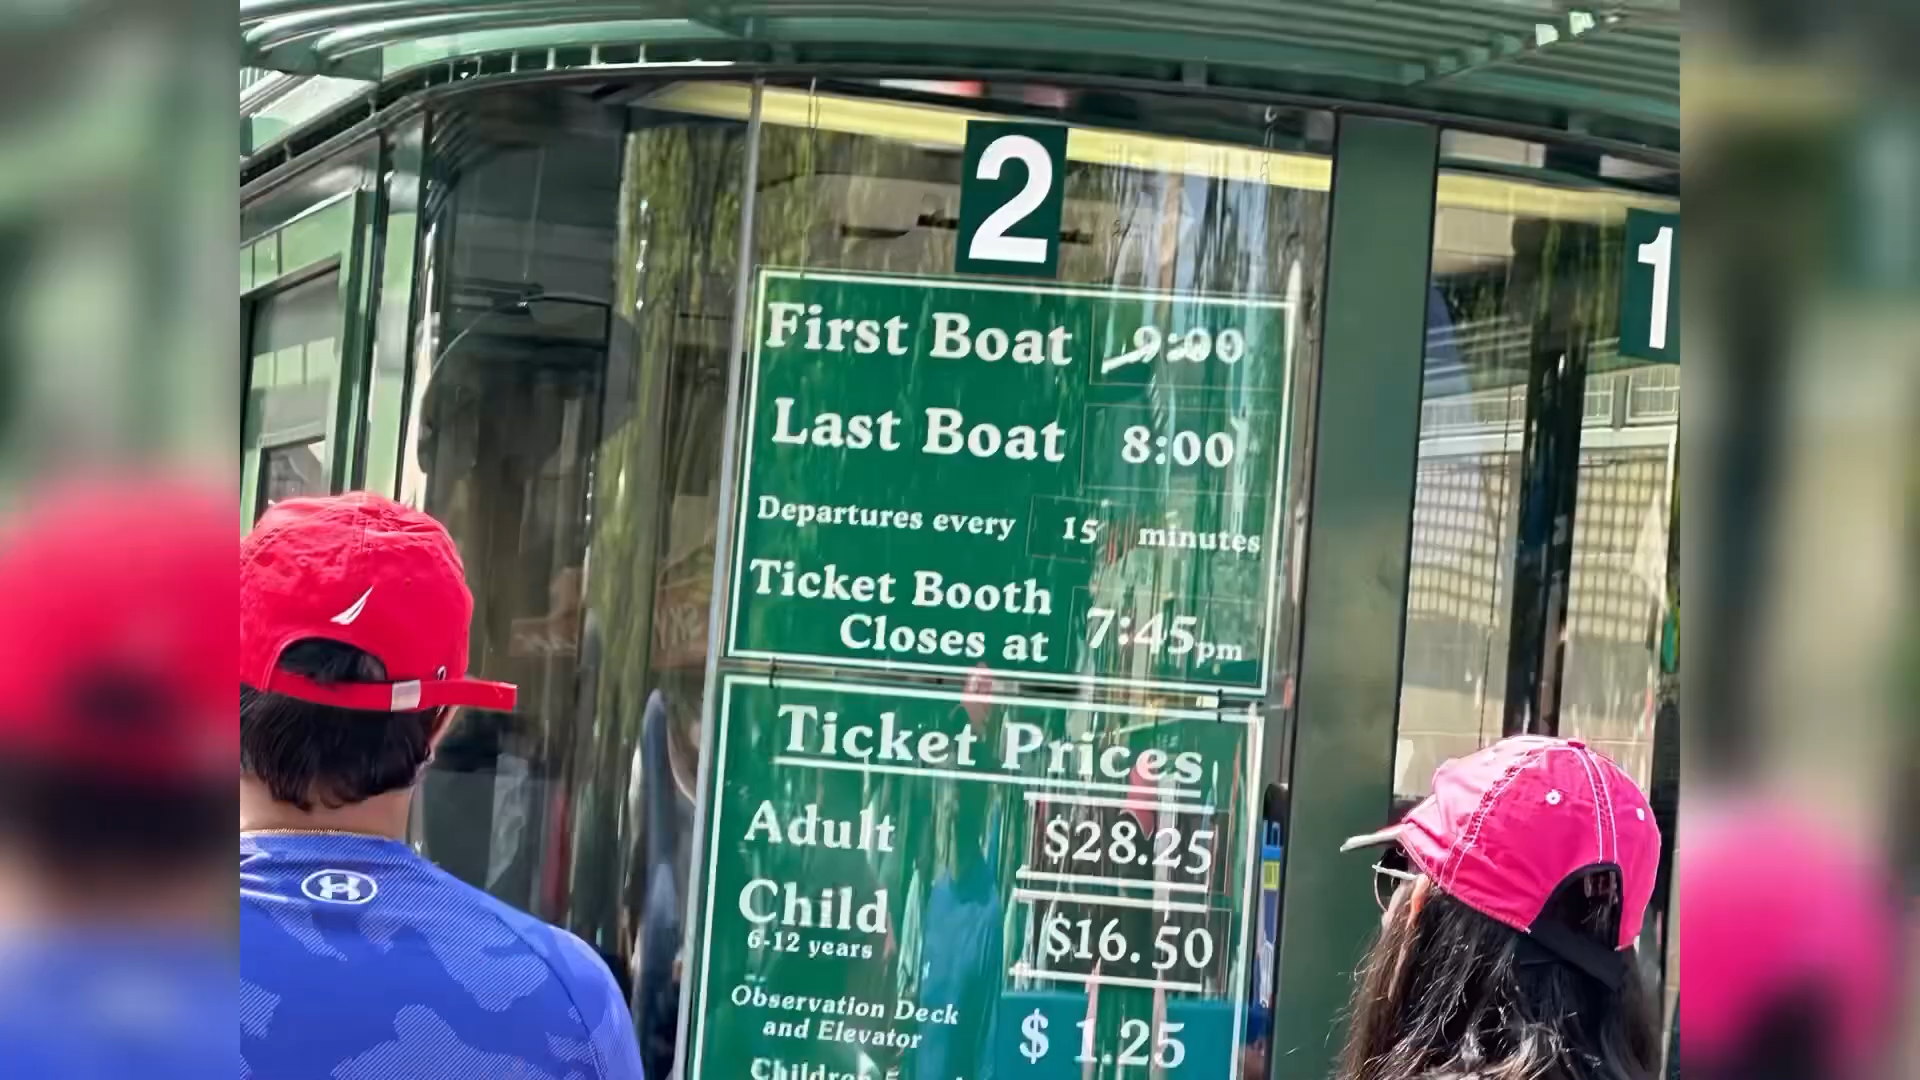 2
1
First Boat 9:00
Last Boat 8:00
Departures every 15 minutes
Ticket Booth
Closes at 7:45pm
Ticket Prices
Adult $28.25
Child $16.50
6-12 years
Observation Deck
and Elevator $ 1.25
Children